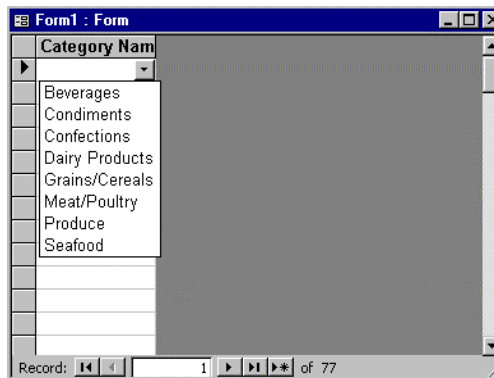 Form1 : Form
Category Nam
Beverages
Condiments
Confections
Dairy Products
Grains/Cereals
Meat/Poultry
Produce
Seafood
Record: 1 of 77